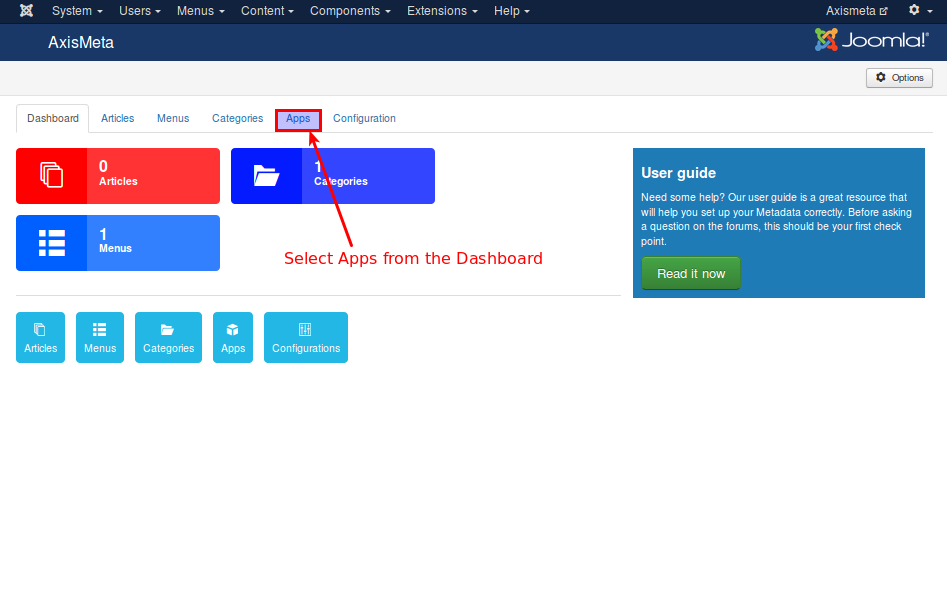 System Users Menus Content Components Extensions Help Axismeta
AxisMeta Joomla!®
Options
Dashboard Articles Menus Categories Apps Configuration
0
Articles
1
Categories
1
Menus
Select Apps from the Dashboard
User guide
Need some help? Our user guide is a great resource that
will help you set up your Metadata correctly. Before asking
a question on the forums, this should be your first check
point.
Read it now
Articles Menus Categories Apps Configurations